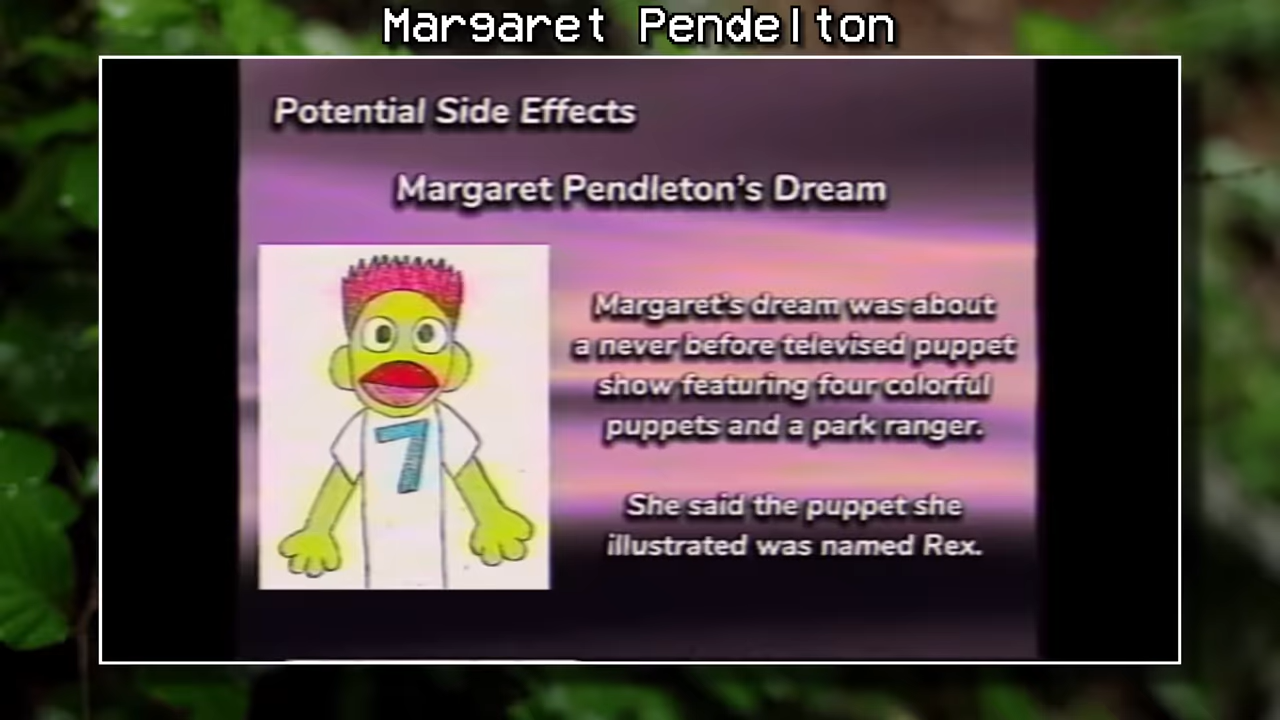 Margaret Pendelton
Potential Side Effects
Margaret Pendleton's Dream
Margaret's dream was about
a never before televised puppet
show featuring four colorful
puppets and a park ranger.
She said the puppet she
illustrated was named Rex.
7